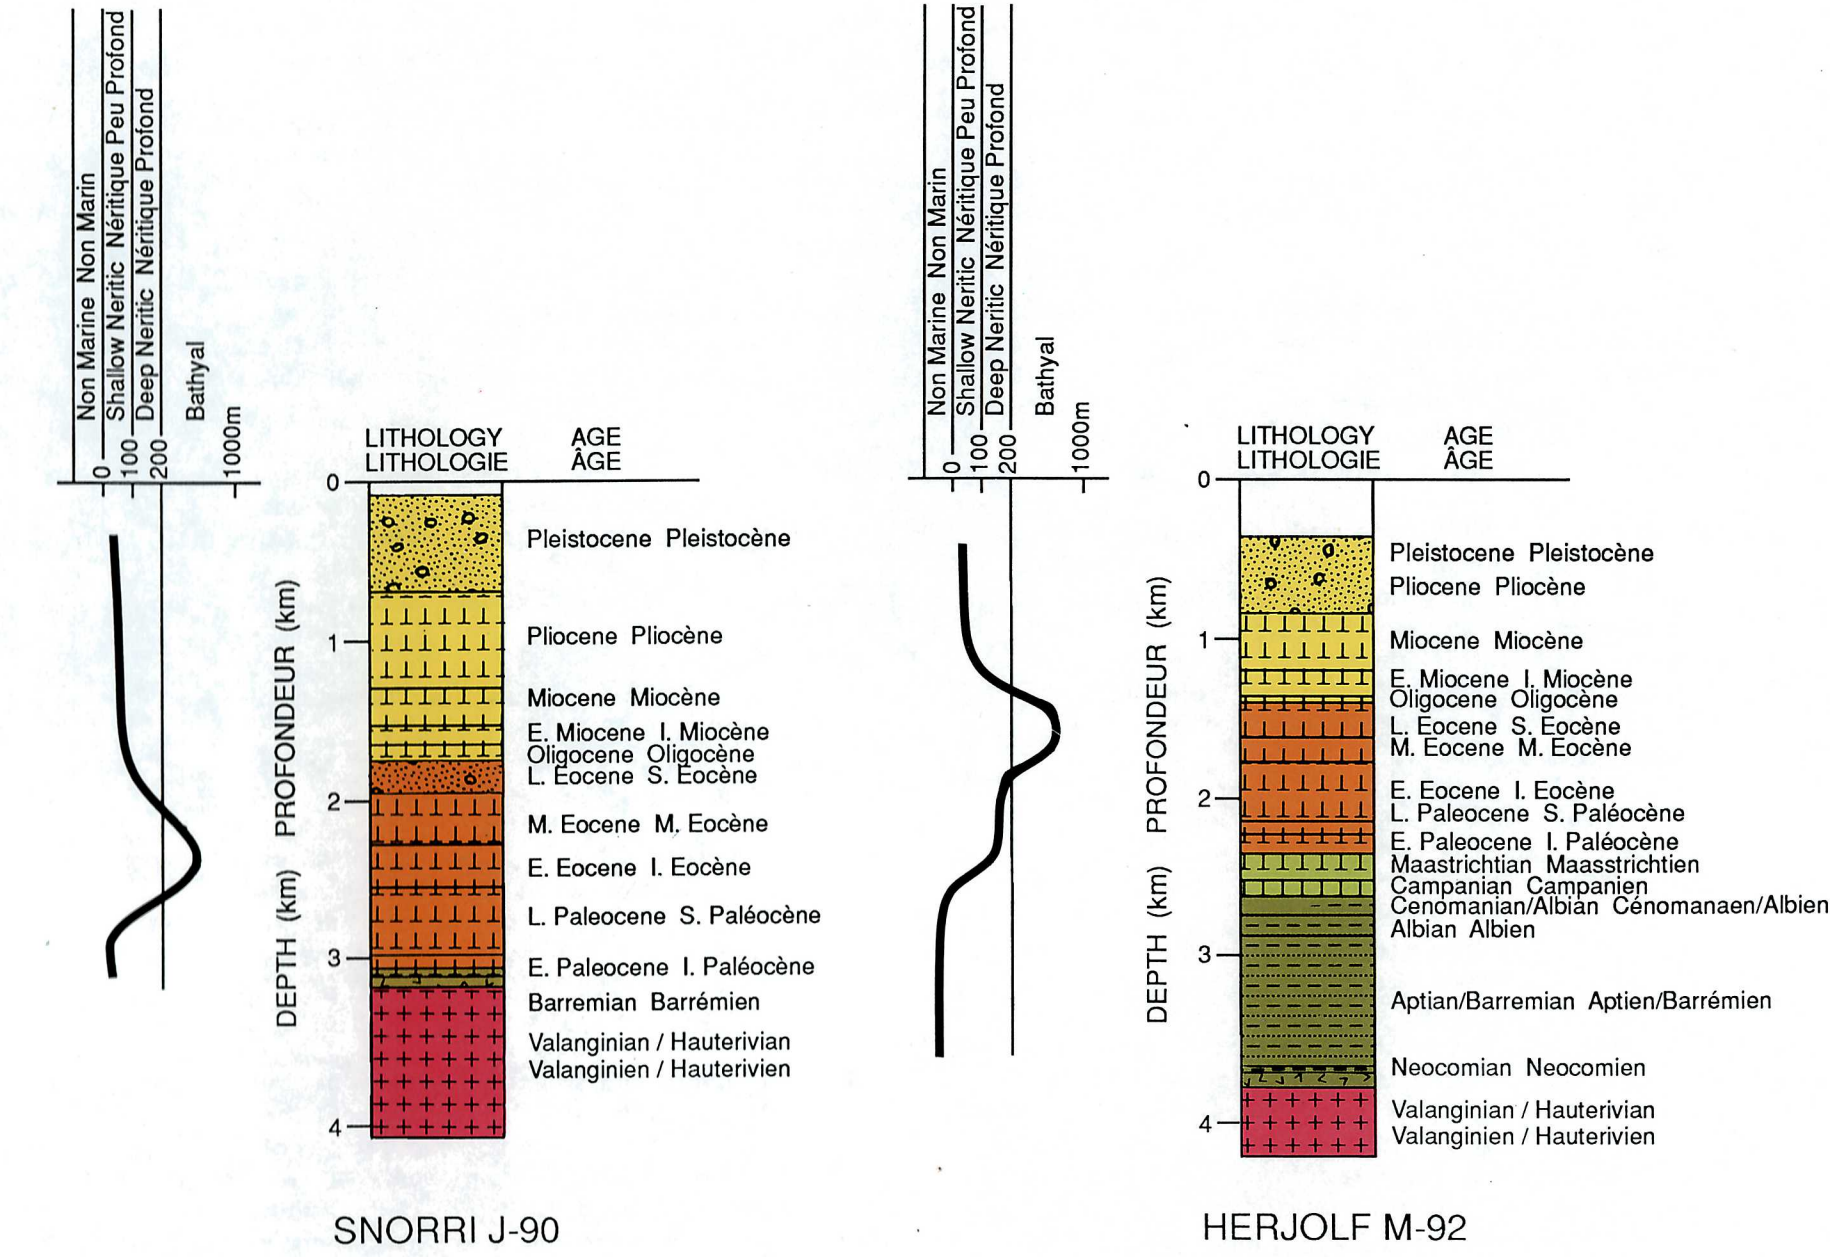 Non Marine  Non Marin
Shallow Neritic  Néritique Peu Profond
Deep Neritic  Néritique Profond
Bathyal
0
100
200
1000m
LITHOLOGY
LITHOLOGIE
AGE
ÂGE
DEPTH (km)  PROFONDEUR (km)
0
1
2
3
4
Pleistocene  Pleistocène
Pliocene  Pliocène
Miocene  Miocène
E. Miocene  I. Miocène
Oligocene  Oligocène
L. Eocene  S. Eocène
M. Eocene  M. Eocène
E. Eocene  I. Eocène
L. Paleocene  S. Paléocène
E. Paleocene  I. Paléocène
Barremian  Barrémien
Valanginian / Hauterivian
Valanginien / Hauterivien
SNORRI J-90
Non Marine  Non Marin
Shallow Neritic  Néritique Peu Profond
Deep Neritic  Néritique Profond
Bathyal
0
100
200
1000m
LITHOLOGY
LITHOLOGIE
AGE
ÂGE
DEPTH (km)  PROFONDEUR (km)
0
1
2
3
4
Pleistocene  Pleistocène
Pliocene  Pliocène
Miocene  Miocène
E. Miocene  I. Miocène
Oligocene  Oligocène
L. Eocene  S. Eocène
M. Eocene  M. Eocène
E. Eocene  I. Eocène
L. Paleocene  S. Paléocène
E. Paleocene  I. Paléocène
Maastrichtian  Maasstrichtien
Campanian  Campanien
Cenomanian/Albian  Cénomanaen/Albien
Albian  Albien
Aptian/Barremian  Aptien/Barrémien
Neocomian  Neocomien
Valanginian / Hauterivian
Valanginien / Hauterivien
HERJOLF M-92